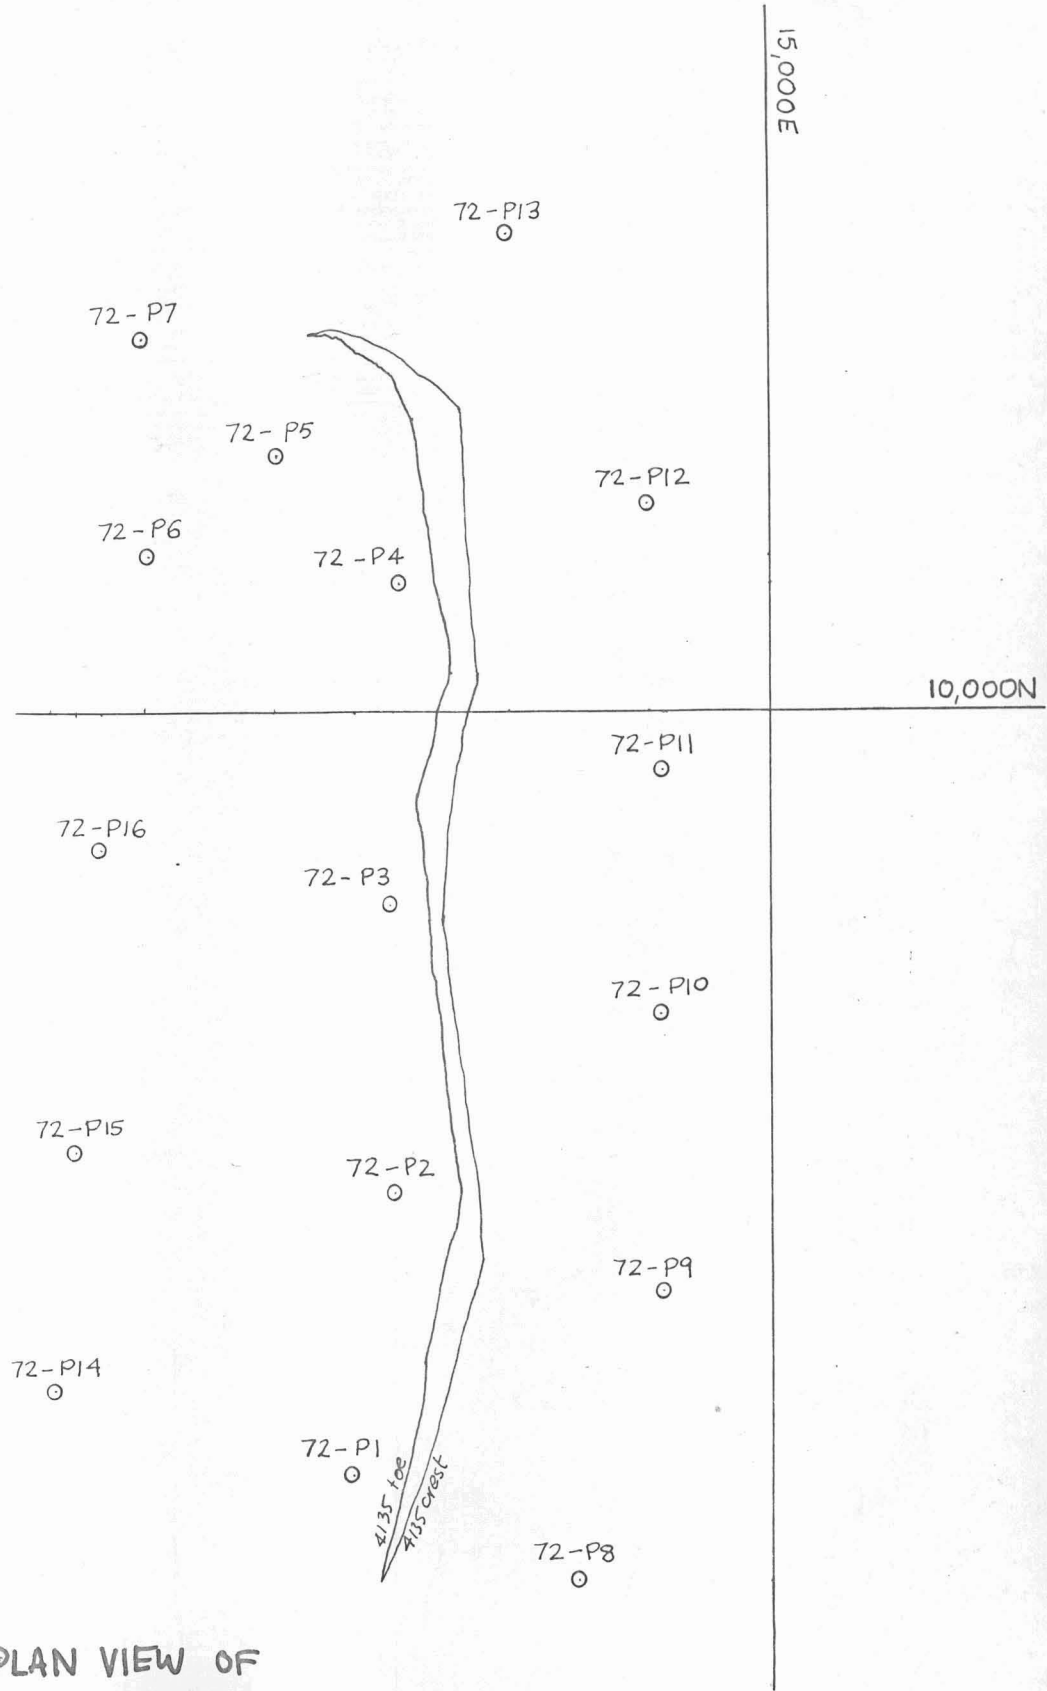 15,000E
72-P13
72-P7
72-P5
72-P12
72-P6
72-P4
10,000N
72-P11
72-P16
72-P3
72-P10
72-P15
72-P2
72-P9
72-P14
72-P1
4135 toe
4135 crest
72-P8
PLAN VIEW OF